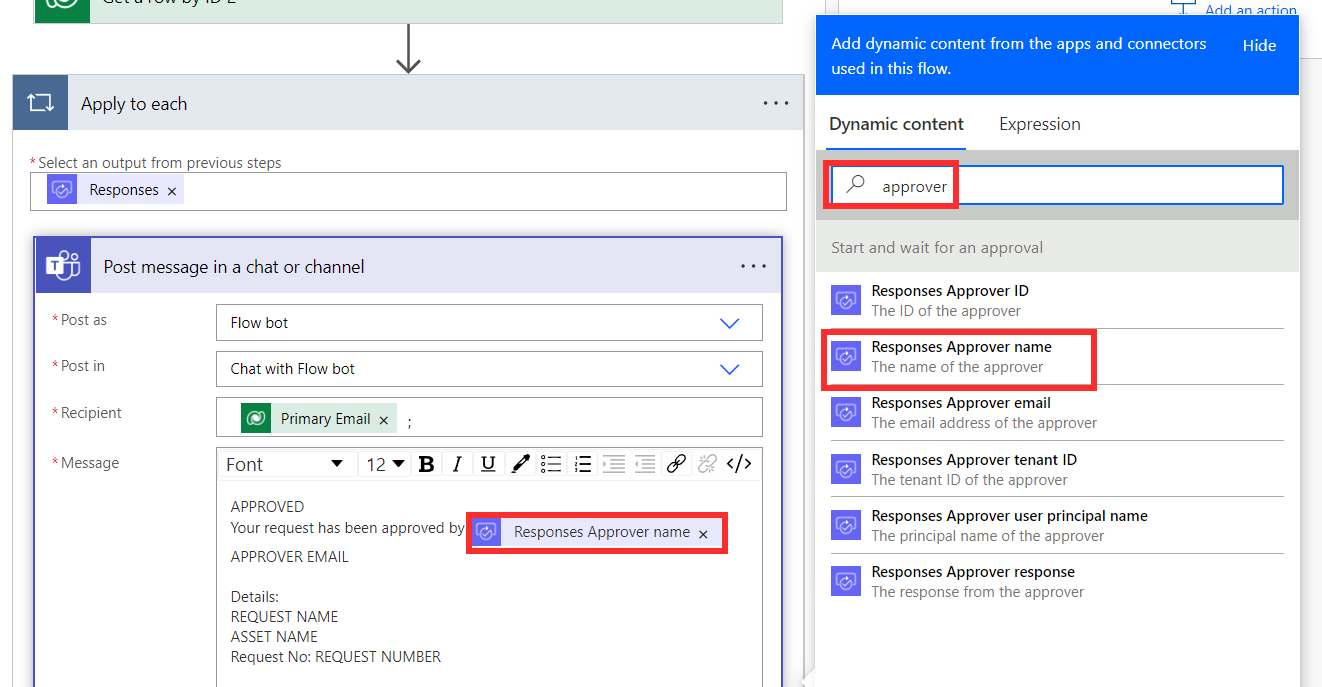 Get a row by ID 2
Apply to each
* Select an output from previous steps
Responses ×
Post message in a chat or channel
* Post as
Flow bot
* Post in
Chat with Flow bot
* Recipient
Primary Email × ;
* Message
Font 12 B I U </>
APPROVED
Your request has been approved by Responses Approver name ×
APPROVER EMAIL
Details:
REQUEST NAME
ASSET NAME
Request No: REQUEST NUMBER
Add an action
Add dynamic content from the apps and connectors
used in this flow.
Hide
Dynamic content Expression
approver
Start and wait for an approval
Responses Approver ID
The ID of the approver
Responses Approver name
The name of the approver
Responses Approver email
The email address of the approver
Responses Approver tenant ID
The tenant ID of the approver
Responses Approver user principal name
The principal name of the approver
Responses Approver response
The response from the approver